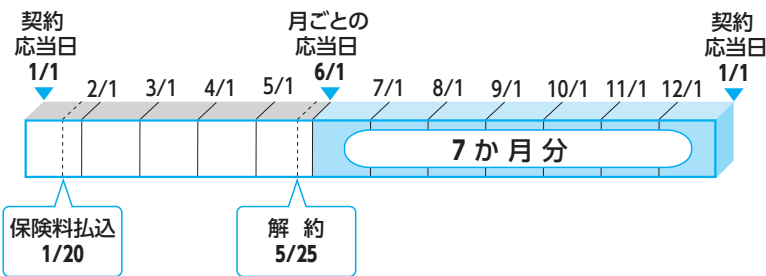 契約
応当日
1/1
月ごとの
応当日
6/1
契約
応当日
1/1
2/1
3/1
4/1
5/1
7/1
8/1
9/1
10/1
11/1
12/1
7か月分
保険料払込
1/20
解約
5/25